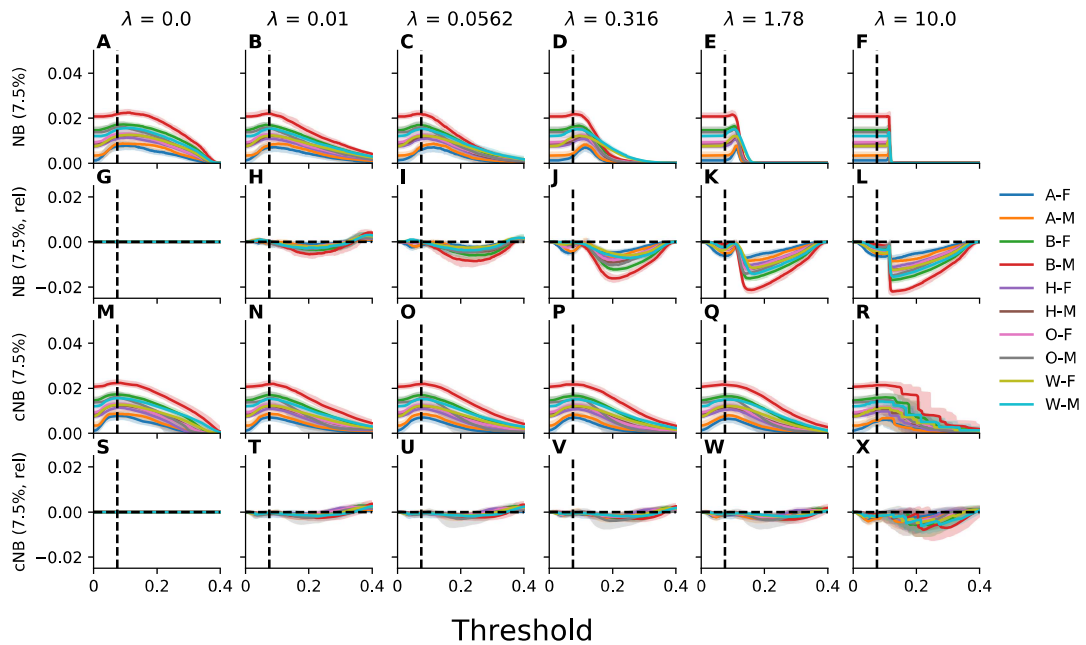 λ = 0.0 λ = 0.01 λ = 0.0562 λ = 0.316 λ = 1.78 λ = 10.0
A B C D E F
NB (7.5%)
0.04
0.02
0.00
G H I J K L
NB (7.5%, rel)
0.02
0.00
−0.02
M N O P Q R
cNB (7.5%)
0.04
0.02
0.00
S T U V W X
cNB (7.5%, rel)
0.02
0.00
−0.02
0 0.2 0.4 0 0.2 0.4 0 0.2 0.4 0 0.2 0.4 0 0.2 0.4 0 0.2 0.4
Threshold
A-F
A-M
B-F
B-M
H-F
H-M
O-F
O-M
W-F
W-M